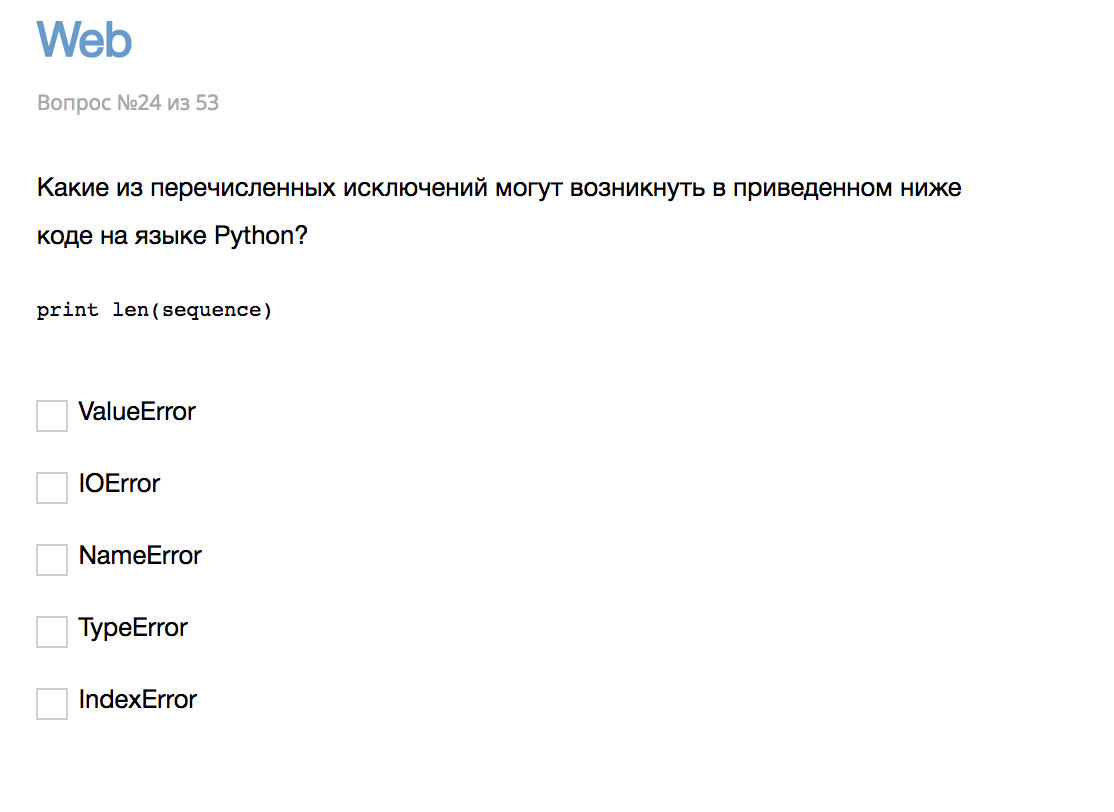 Web
Вопрос №24 из 53
Какие из перечисленных исключений могут возникнуть в приведенном ниже
коде на языке Python?
print len(sequence)
ValueError
IOError
NameError
TypeError
IndexError